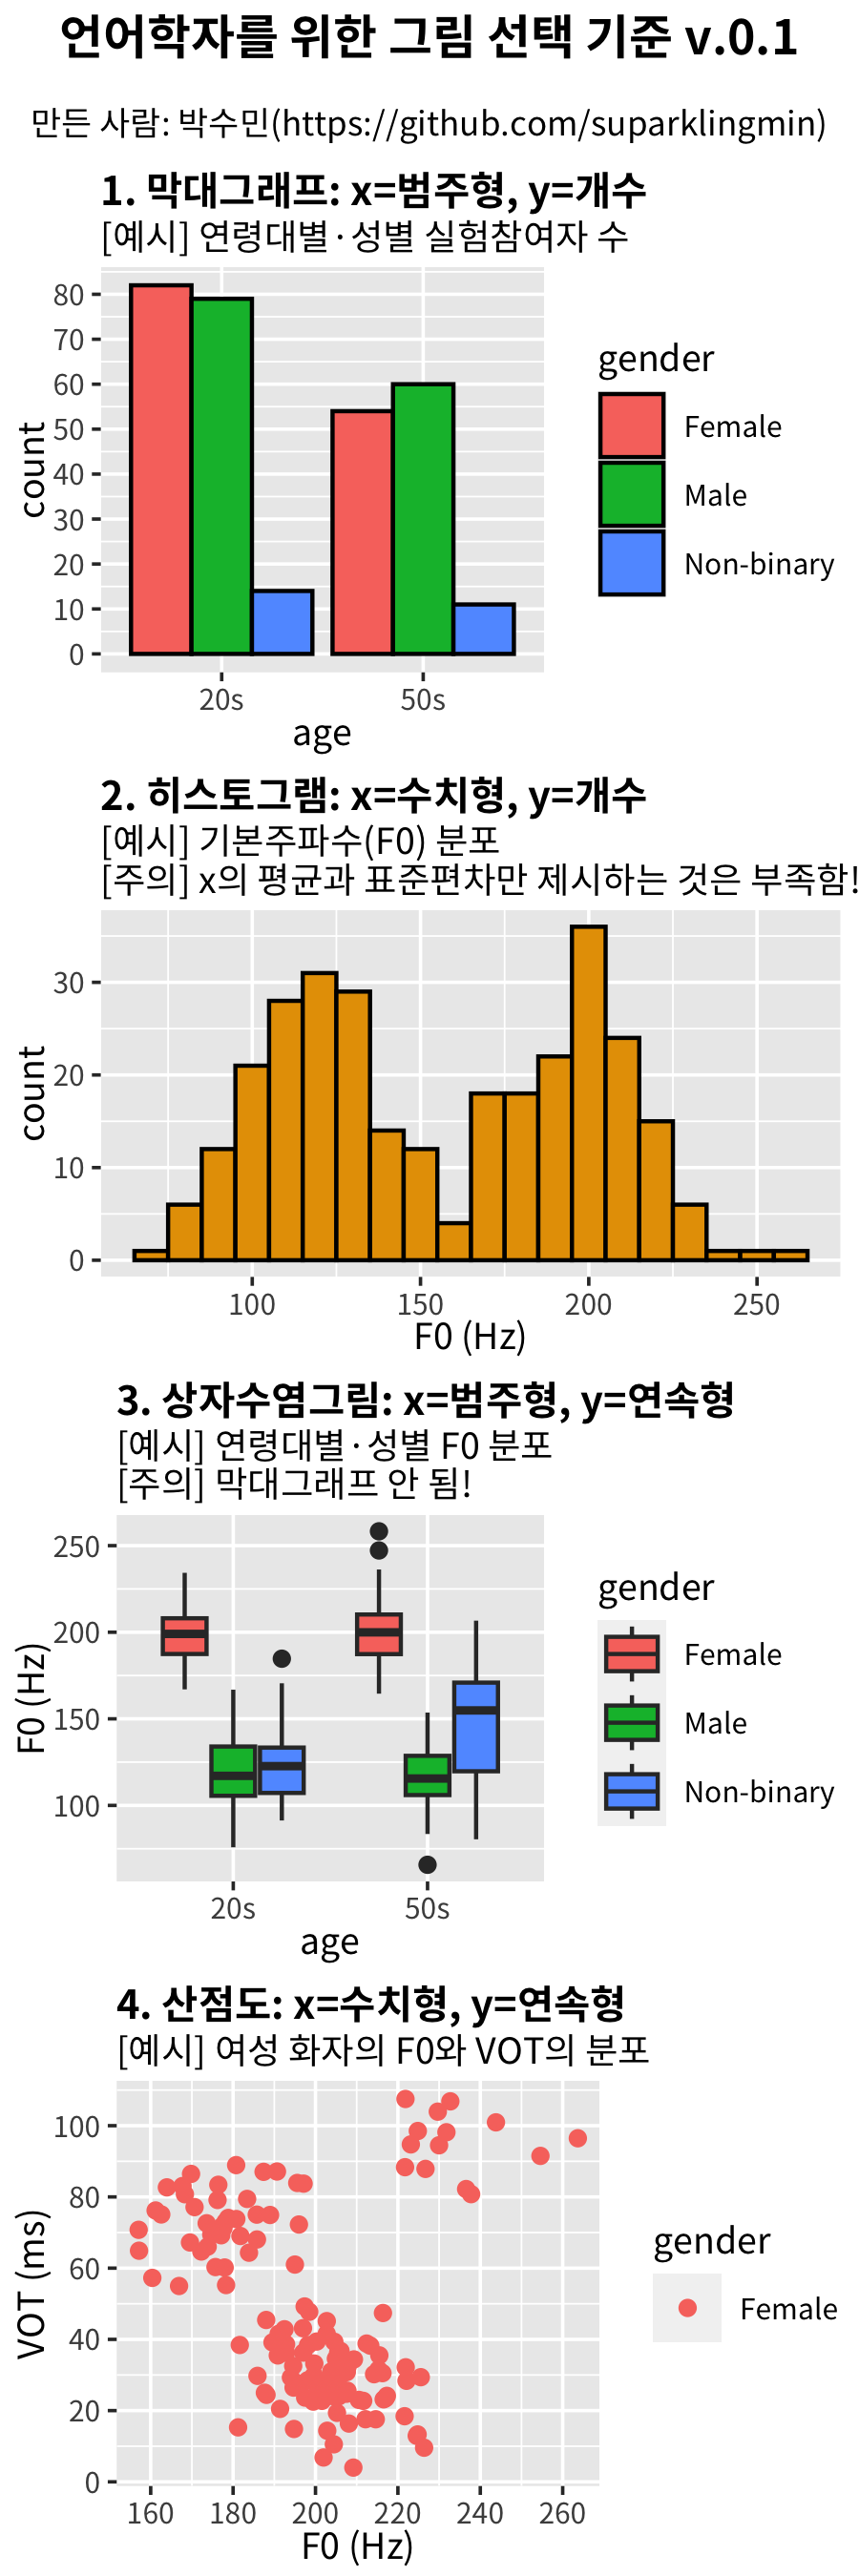 언어학자를 위한 그림 선택 기준 v.0.1
만든 사람: 박수민(https://github.com/suparklingmin)
1. 막대그래프: x=범주형, y=개수
[예시] 연령대별·성별 실험참여자 수
80
70
60
50
40
30
20
10
0
count
20s
50s
age
gender
Female
Male
Non-binary
2. 히스토그램: x=수치형, y=개수
[예시] 기본주파수(F0) 분포
[주의] x의 평균과 표준편차만 제시하는 것은 부족함!
30
20
10
0
count
100
150
200
250
F0 (Hz)
3. 상자수염그림: x=범주형, y=연속형
[예시] 연령대별·성별 F0 분포
[주의] 막대그래프 안 됨!
250
200
150
100
F0 (Hz)
20s
50s
age
gender
Female
Male
Non-binary
4. 산점도: x=수치형, y=연속형
[예시] 여성 화자의 F0와 VOT의 분포
100
80
60
40
20
0
VOT (ms)
160
180
200
220
240
260
F0 (Hz)
gender
Female